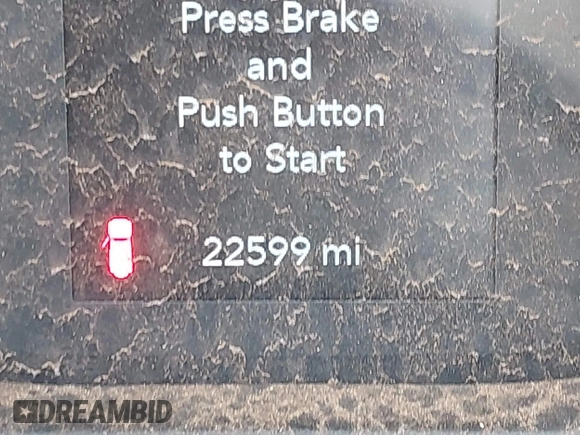 Press Brake
and
Push Button
to Start
22599 mi
DREAMBID